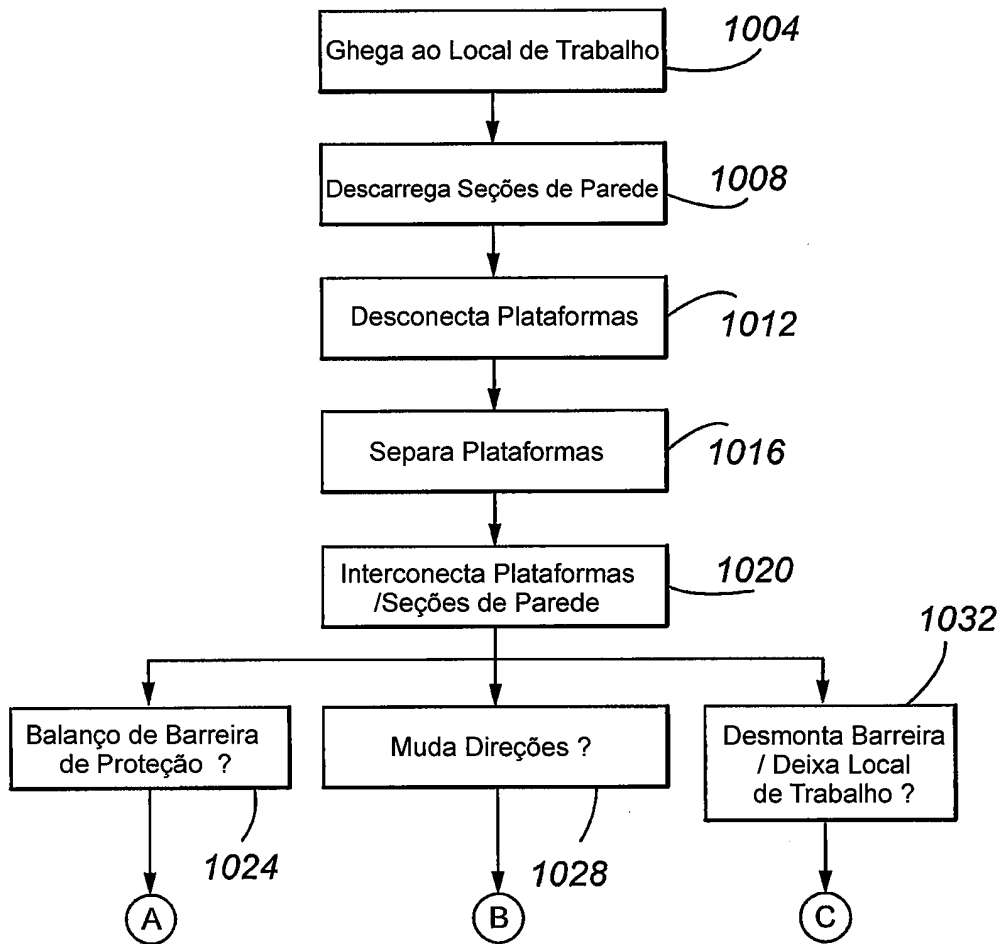 Ghega ao Local de Trabalho
1004
Descarrega Seções de Parede
1008
Desconecta Plataformas
1012
Separa Plataformas
1016
Interconecta Plataformas
/Seções de Parede
1020
1032
Balanço de Barreira
de Proteção ?
1024
Muda Direções ?
1028
Desmonta Barreira
/ Deixa Local
de Trabalho ?
A
B
C